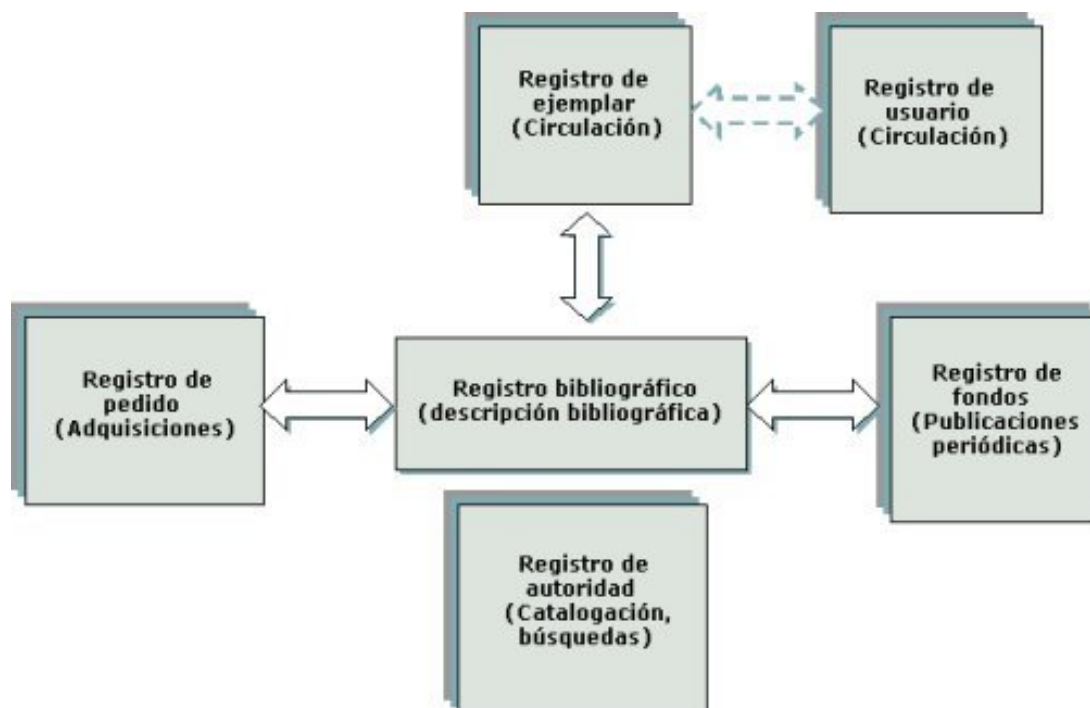 Registro de
ejemplar
(Circulación)
Registro de
usuario
(Circulación)
Registro de
pedido
(Adquisiciones)
Registro bibliográfico
(descripción bibliográfica)
Registro de
fondos
(Publicaciones
periódicas)
Registro de
autoridad
(Catalogación,
búsquedas)